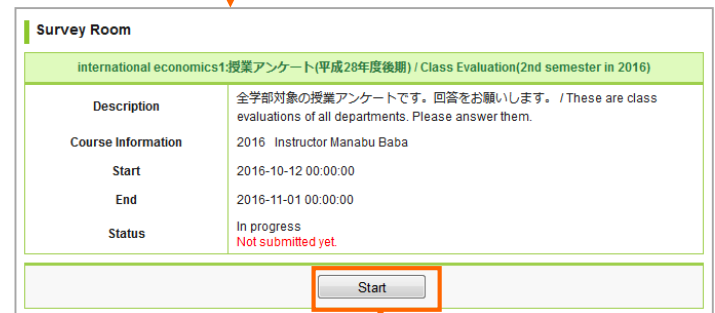 Survey Room
international economics1:授業アンケート(平成28年度後期) / Class Evaluation(2nd semester in 2016)
Description
全学部対象の授業アンケートです。回答をお願いします。 / These are class
evaluations of all departments. Please answer them.
Course Information
2016 Instructor Manabu Baba
Start
2016-10-12 00:00:00
End
2016-11-01 00:00:00
Status
In progress
Not submitted yet.
Start